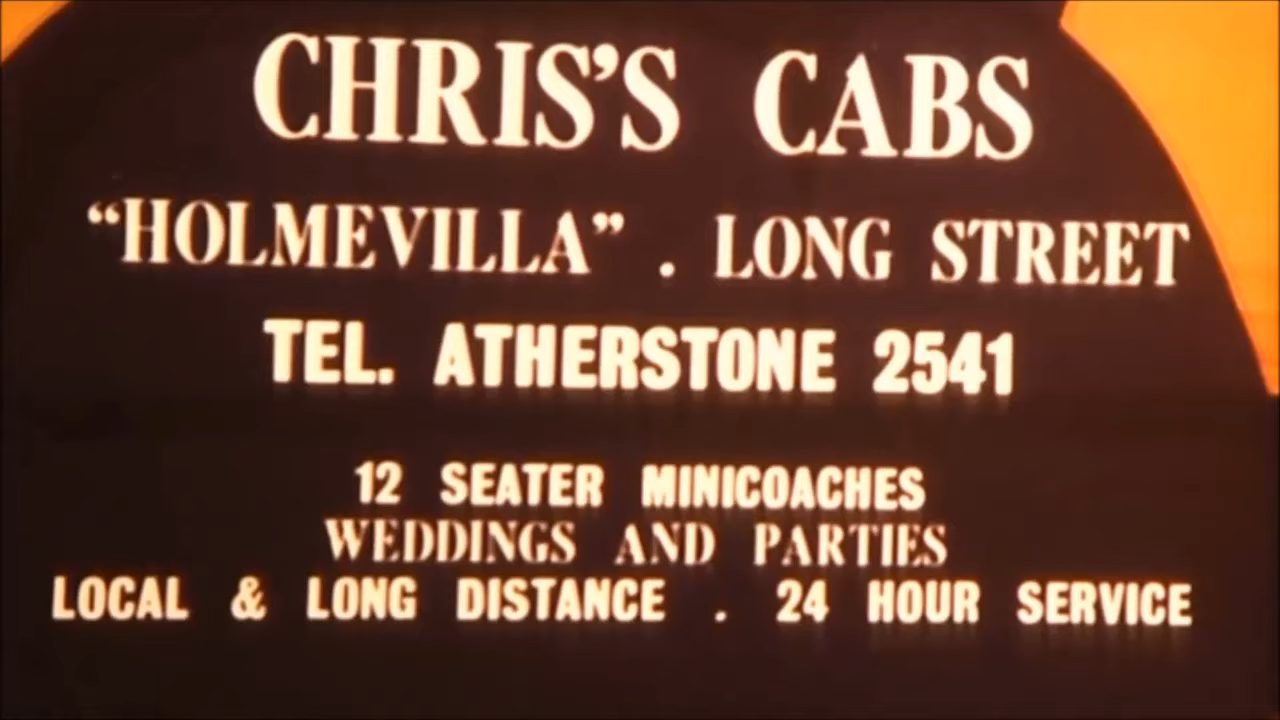 CHRIS'S CABS
"HOLMEVILLA" . LONG STREET
TEL. ATHERSTONE 2541
12 SEATER MINICOACHES
WEDDINGS AND PARTIES
LOCAL & LONG DISTANCE . 24 HOUR SERVICE